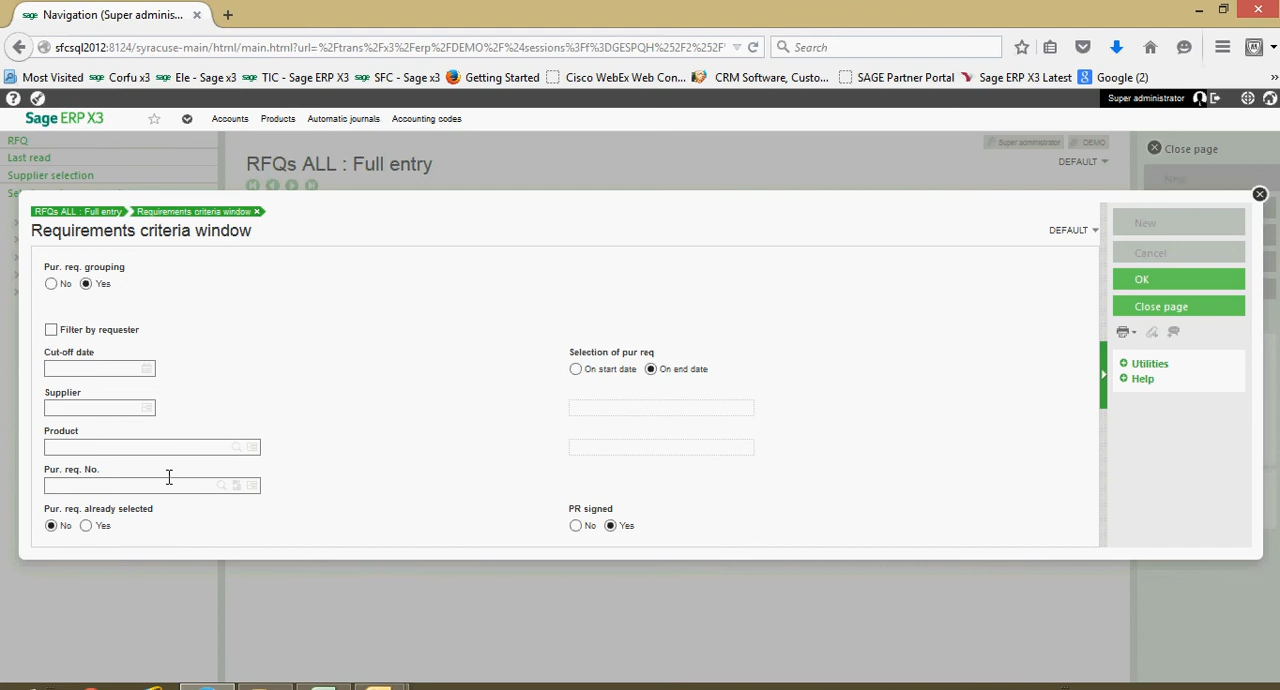 sage Navigation (Super adminis...
sfcsql2012:8124/syracuse-main/html/main.html?url=%2Ftrans%2Fx3%2Ferp%2FDEMO%2F%24sessions%3Ff%3DGESPQH%252F2%252F'
Search
Most Visited
sage Corfu x3
sage Ele - Sage x3
sage TIC - Sage ERP X3
sage SFC - Sage x3
Getting Started
Cisco WebEx Web Con...
CRM Software, Custo...
SAGE Partner Portal
Sage ERP X3 Latest
Google (2)
»
Super administrator
Sage ERP X3
Accounts
Products
Automatic journals
Accounting codes
RFQ
Last read
Supplier selection
RFQs ALL : Full entry
Super administrator
DEMO
DEFAULT
Close page
New
RFQs ALL : Full entry
Requirements criteria window
Requirements criteria window
DEFAULT
Pur. req. grouping
No Yes
Filter by requester
Cut-off date
Selection of pur req
On start date On end date
Supplier
Product
Pur. req. No.
Pur. req. already selected
No Yes
PR signed
No Yes
New
Cancel
OK
Close page
Utilities
Help